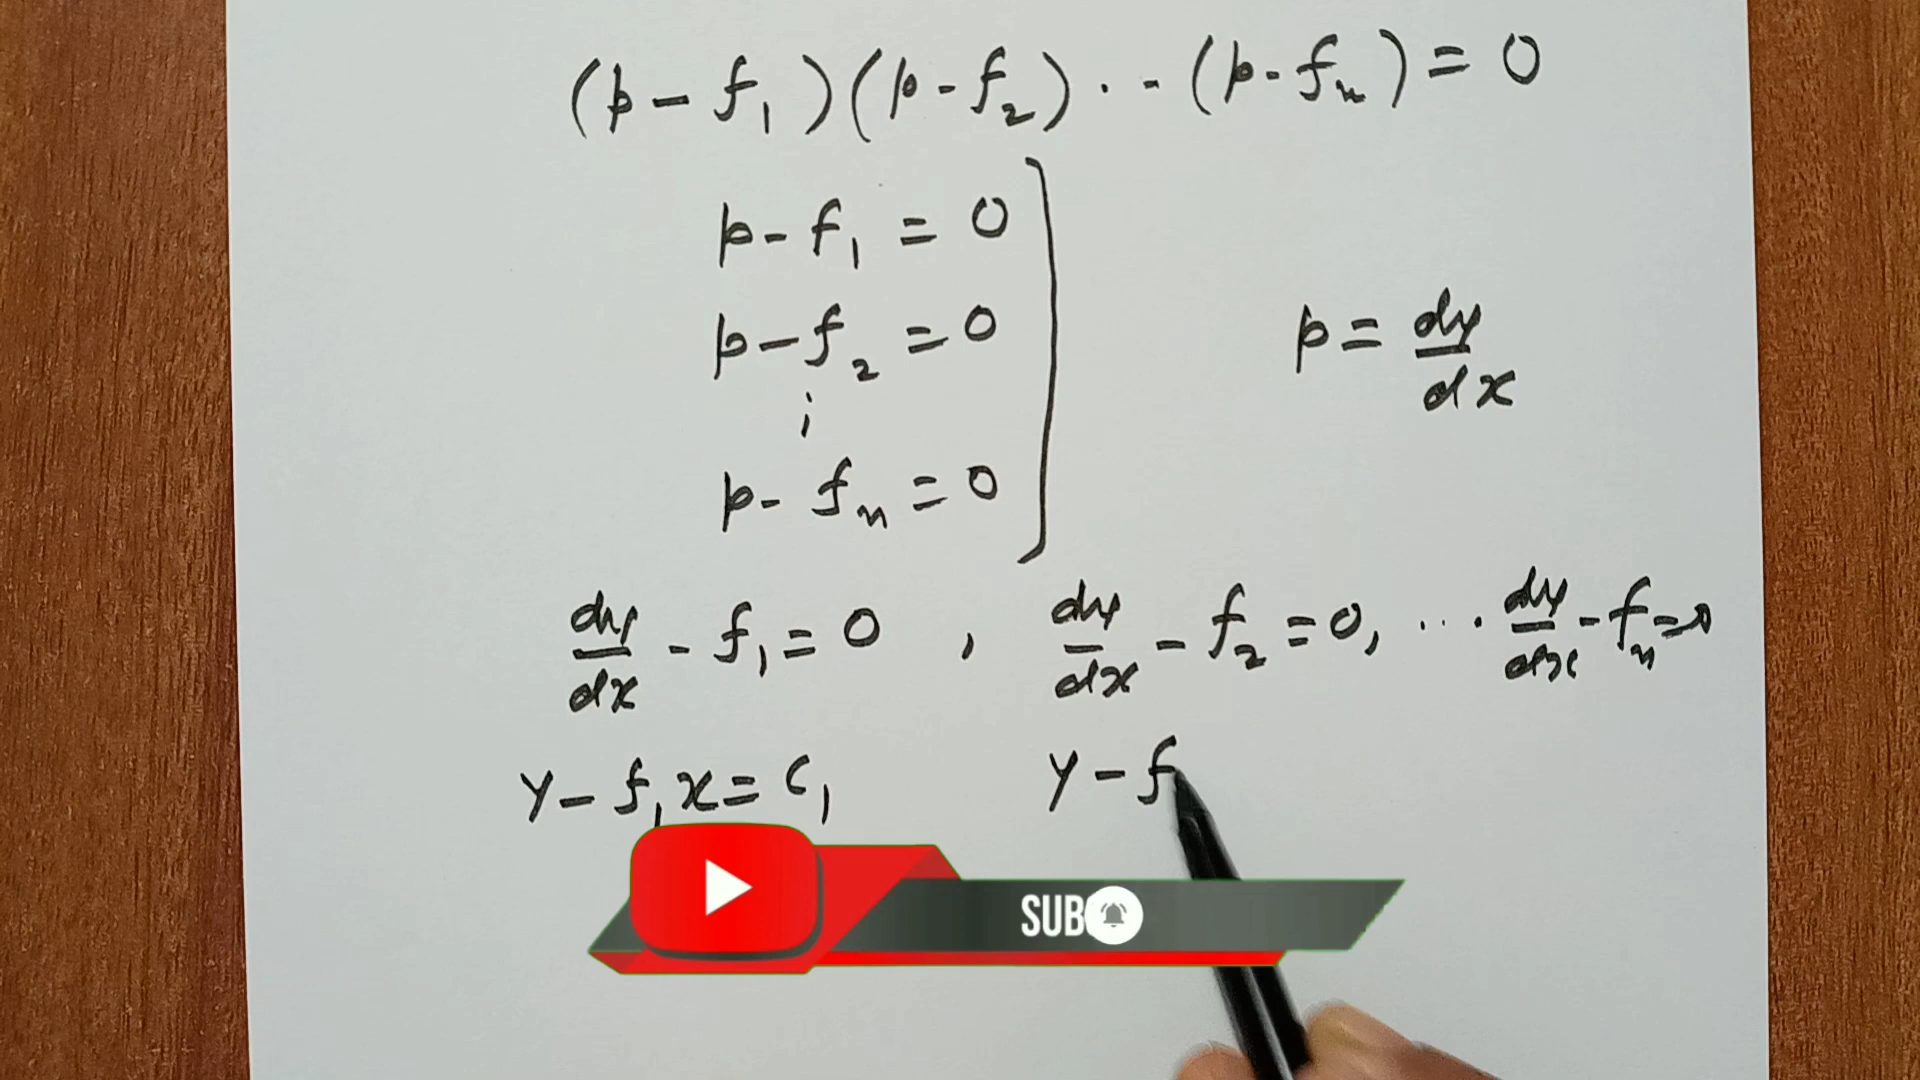 (p - f₁)(p - f₂) . . - (p - fₙ) = 0
p - f₁ = 0
p - f₂ = 0
⋮
p - fₙ = 0
p = dy/dx
dy/dx - f₁ = 0 , dy/dx - f₂ = 0, ... dy/dx - fₙ = 0
y - f₁x = c₁ y - f
SUB